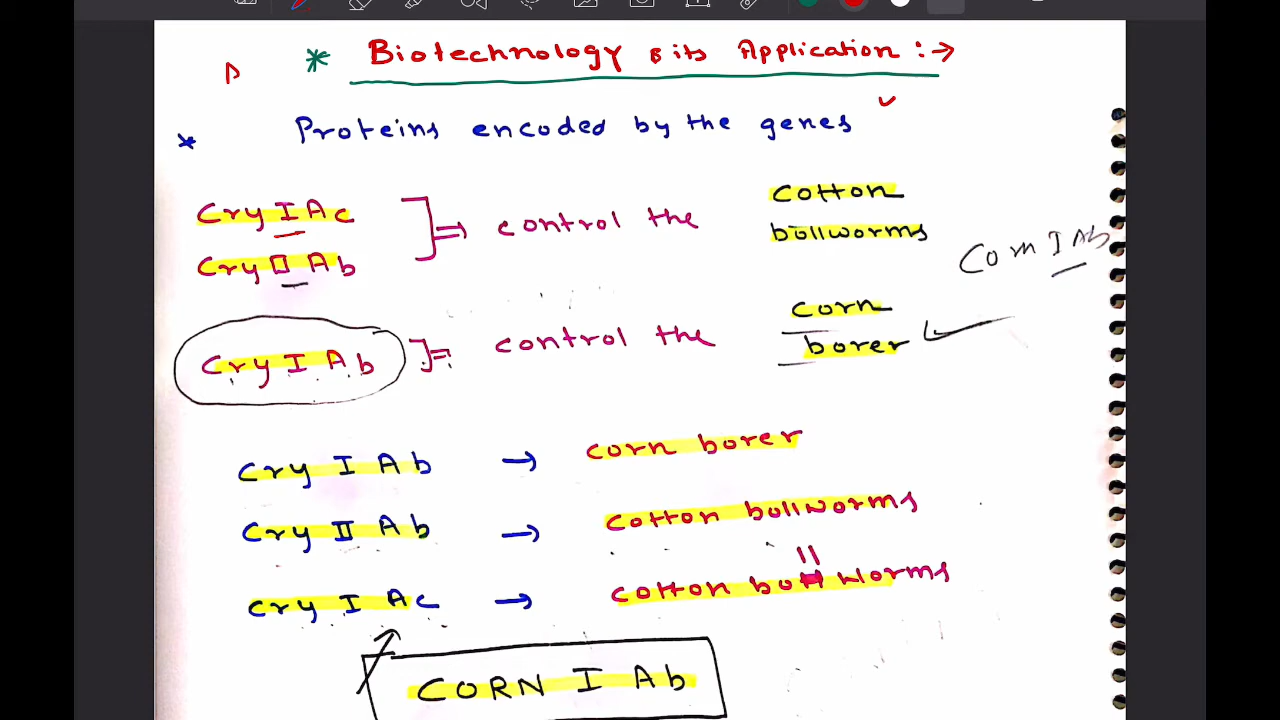 * Biotechnology & its Application :→
* Proteins encoded by the genes
Cry I Ac
Cry II Ab
⇒ control the
cotton
bollworms
Corn I Ab
Cry I Ab
⇒ control the
corn
borer
Cry I Ab → corn borer
Cry II Ab → cotton bollworms
Cry I Ac → cotton bollworms
CORN I Ab